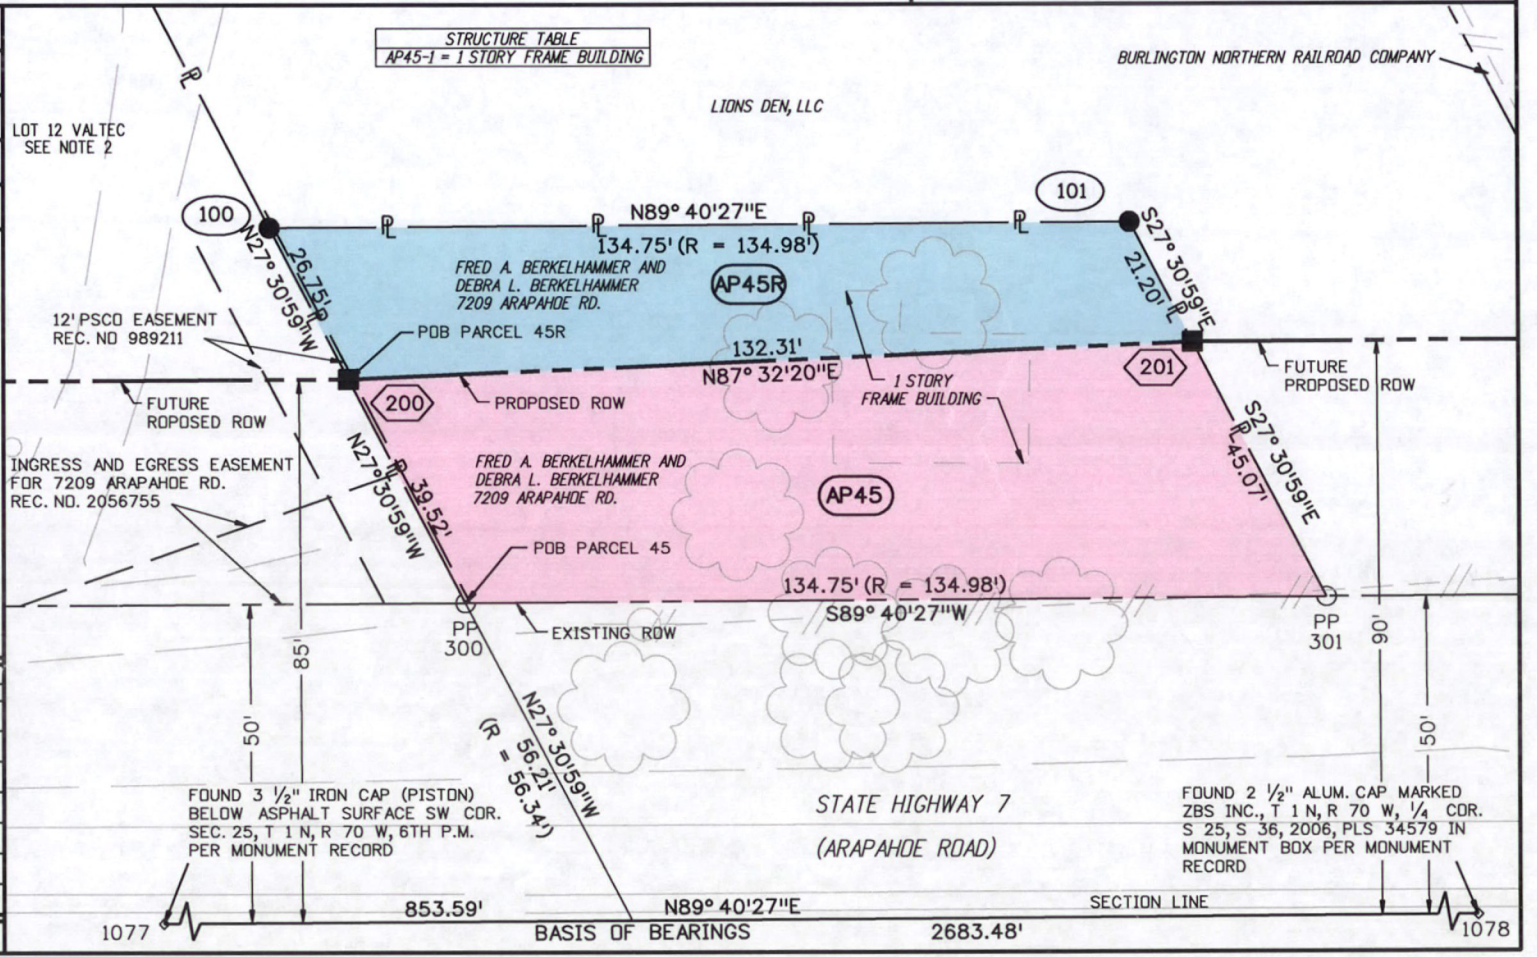 STRUCTURE TABLE
AP45-1 = 1 STORY FRAME BUILDING
BURLINGTON NORTHERN RAILROAD COMPANY
LIONS DEN, LLC
LOT 12 VALTEC
SEE NOTE 2
100
101
N89° 40'27"E
134.75' (R = 134.98')
N27° 30'59"W
26.75'
S27° 30'59"E
21.20'
FRED A. BERKELHAMMER AND
DEBRA L. BERKELHAMMER
7209 ARAPAHOE RD.
AP45R
12' PSCO EASEMENT
REC. NO 989211
POB PARCEL 45R
132.31'
N87° 32'20"E
201
FUTURE
PROPOSED ROW
1 STORY
FRAME BUILDING
200
PROPOSED ROW
FUTURE
ROPOSED ROW
INGRESS AND EGRESS EASEMENT
FOR 7209 ARAPAHOE RD.
REC. NO. 2056755
N27° 30'59"W
39.52'
FRED A. BERKELHAMMER AND
DEBRA L. BERKELHAMMER
7209 ARAPAHOE RD.
AP45
S27° 30'59"E
45.07'
POB PARCEL 45
134.75' (R = 134.98')
S89° 40'27"W
PP
300
EXISTING ROW
PP
301
85'
90'
50'
50'
N27° 30'59"W
56.21'
(R = 56.34')
FOUND 3 1/2" IRON CAP (PISTON)
BELOW ASPHALT SURFACE SW COR.
SEC. 25, T 1 N, R 70 W, 6TH P.M.
PER MONUMENT RECORD
STATE HIGHWAY 7
(ARAPAHOE ROAD)
FOUND 2 1/2" ALUM. CAP MARKED
ZBS INC., T 1 N, R 70 W, 1/4 COR.
S 25, S 36, 2006, PLS 34579 IN
MONUMENT BOX PER MONUMENT
RECORD
853.59'
N89° 40'27"E
SECTION LINE
1077
BASIS OF BEARINGS
2683.48'
1078